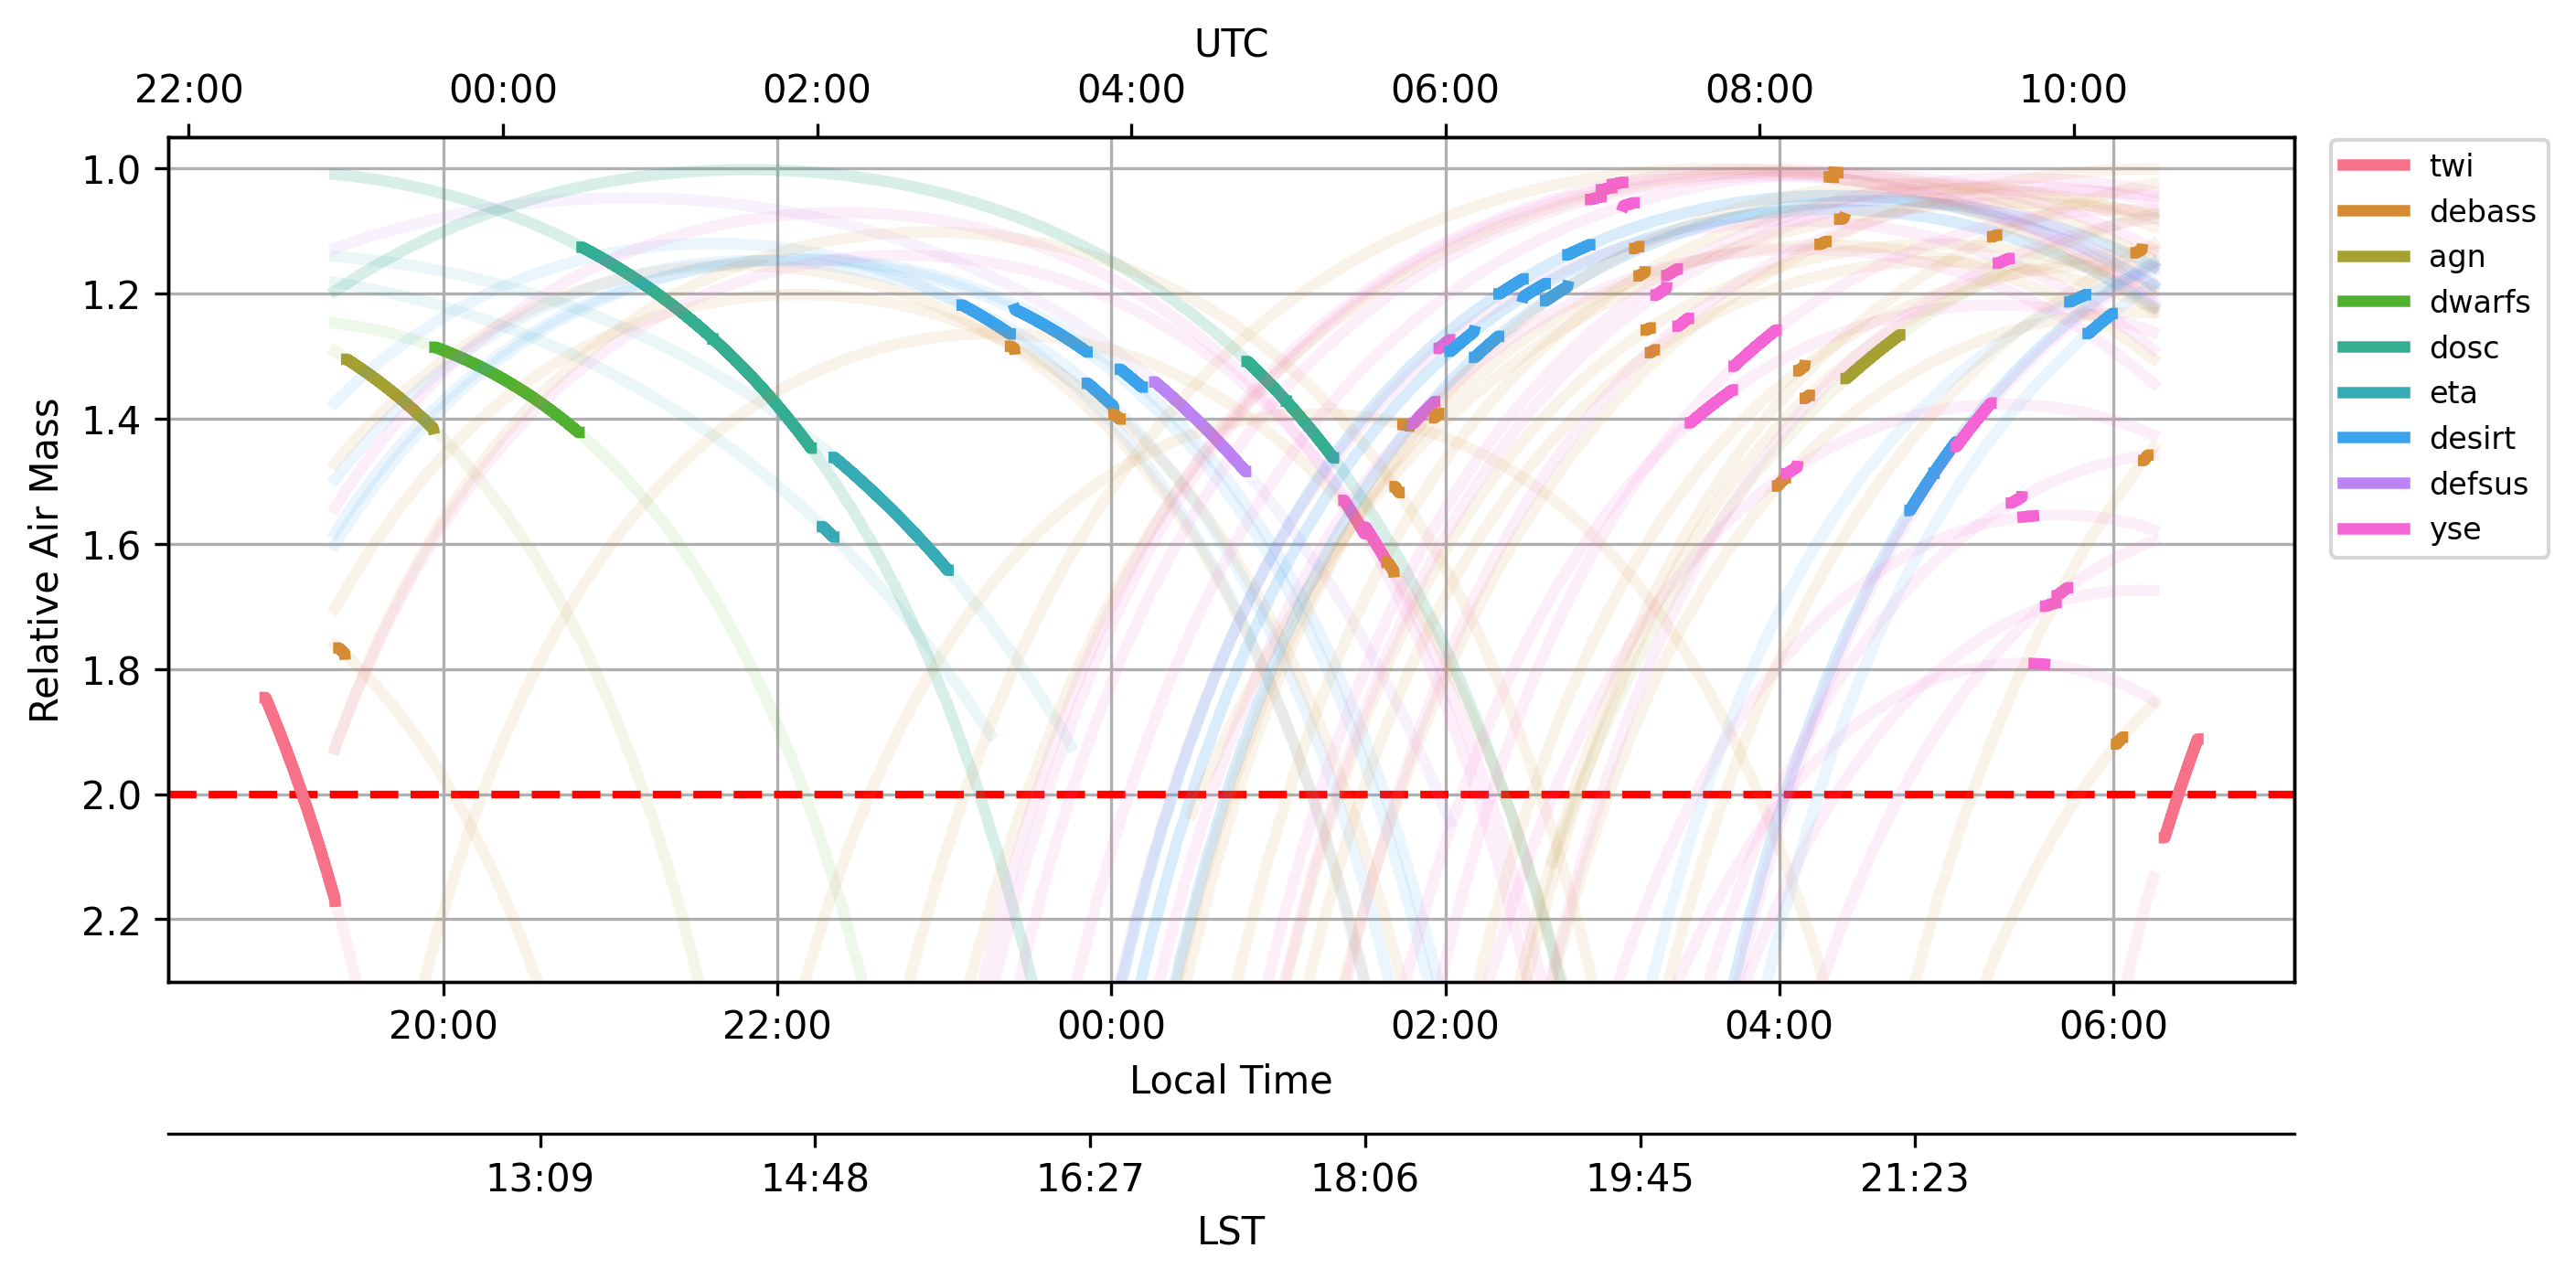 UTC
22:00 00:00 02:00 04:00 06:00 08:00 10:00
Relative Air Mass
1.0
1.2
1.4
1.6
1.8
2.0
2.2
twi
debass
agn
dwarfs
dosc
eta
desirt
defsus
yse
20:00 22:00 00:00 02:00 04:00 06:00
Local Time
13:09 14:48 16:27 18:06 19:45 21:23
LST